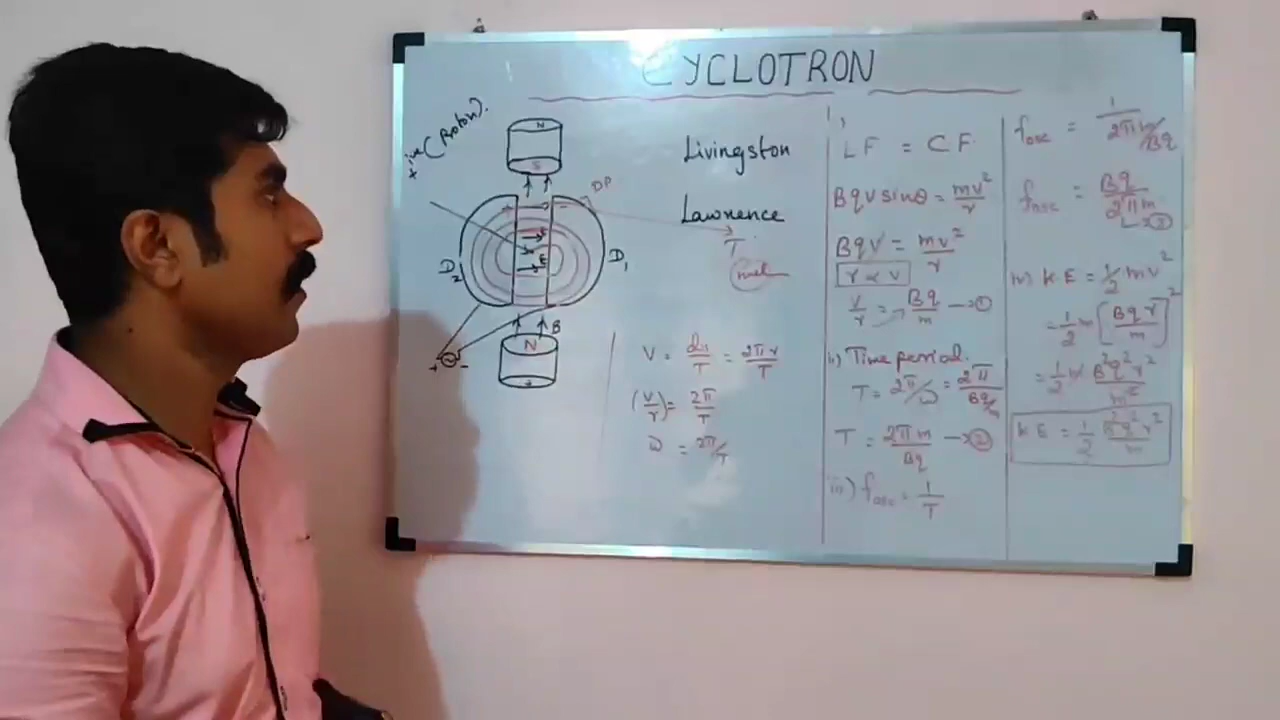 CYCLOTRON
+ive (Proton).
N
S
DP
D2
D1
E
B
N
+ -
Livingston
Lawrence
T
V = dis/T = 2πr/T
(v/r) = 2π/T
ω = 2π/T
i)
LF = CF
Bqv sinθ = mv²/r
Bqv = mv²/r
r ∝ v
v/r = Bq/m → ①
ii) Time period.
T = 2π/ω = 2π/Bq/m
T = 2πm/Bq → ②
iii) fosc = 1/T
fosc = 1/2πm/Bq
fosc = Bq/2πm
→ ③
iv) KE = 1/2 mv²
= 1/2 m [Bqr/m]²
= 1/2 m B²q²r²/m²
KE = 1/2 B²q²r²/m